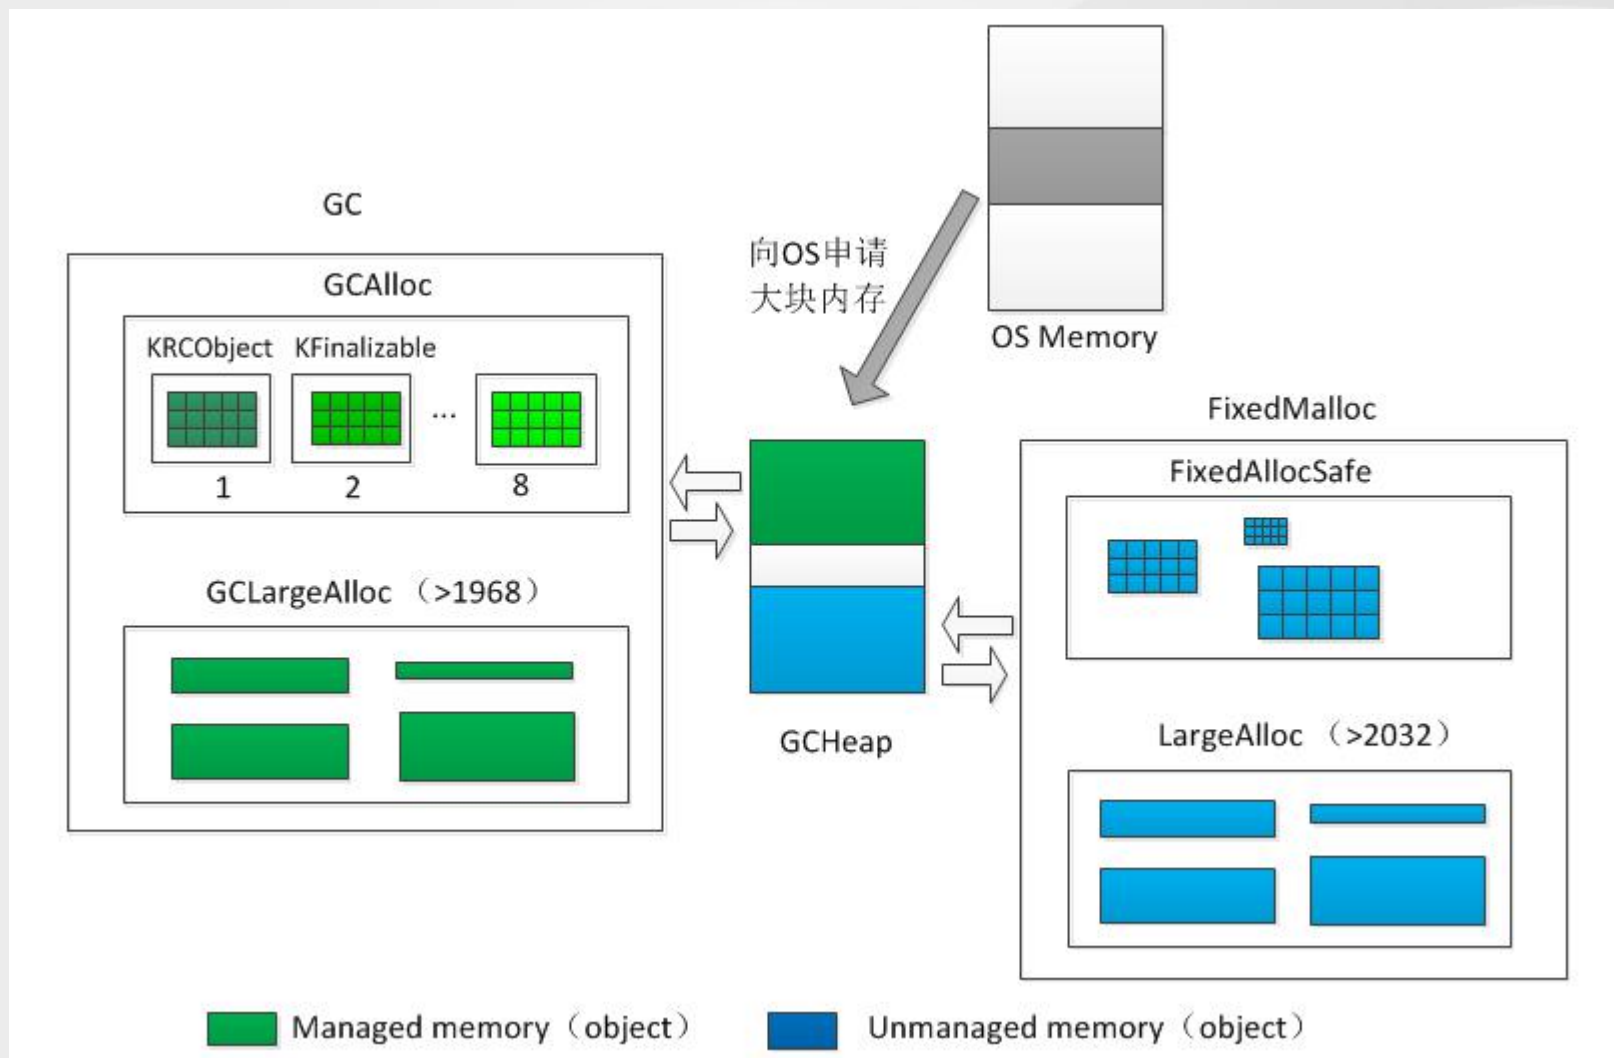 GC
GCAlloc
KRCObject KFinalizable
...
1 2 8
GCLargeAlloc （>1968）
向OS申请
大块内存
OS Memory
GCHeap
FixedMalloc
FixedAllocSafe
LargeAlloc （>2032）
Managed memory（object） Unmanaged memory（object）